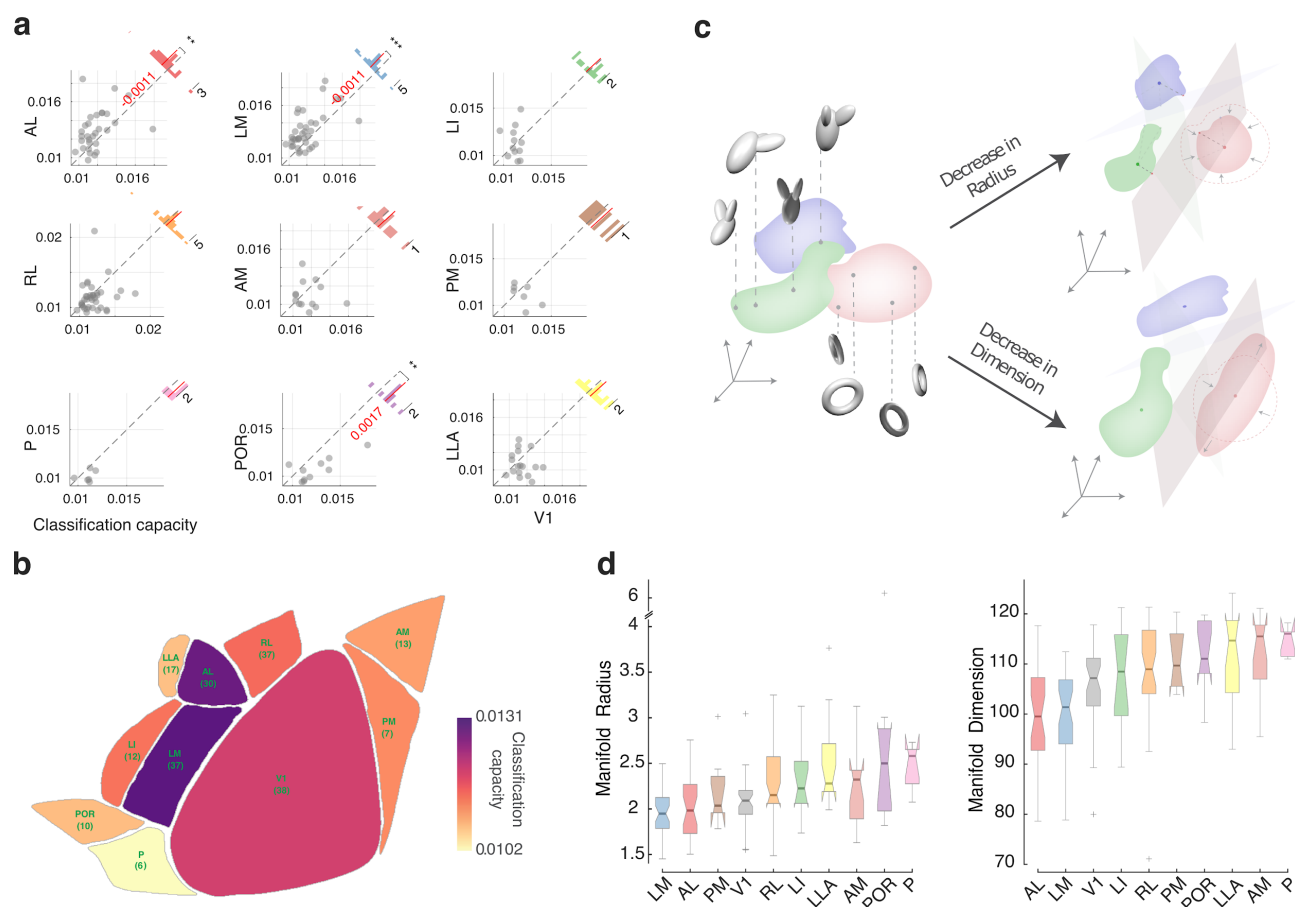 a
**
-0.0011
3
AL
0.016
0.01
0.01 0.016
***
-0.0011
5
LM
0.016
0.01
0.01 0.016
2
LI
0.015
0.01
0.01 0.015
5
RL
0.02
0.01
0.01 0.02
1
AM
0.016
0.01
0.01 0.016
1
PM
0.015
0.01
0.01 0.015
2
P
0.015
0.01
0.01 0.015
**
0.0017
2
POR
0.015
0.01
0.01 0.015
2
LLA
0.016
0.01
0.01 0.016
Classification capacity
V1
b
LLA
(17)
AL
(30)
RL
(37)
AM
(13)
LI
(12)
LM
(37)
V1
PM
(7)
POR
(10)
P
(6)
0.0131
0.0102
Classification
capacity
c
Decrease in
Radius
Decrease in
Dimension
d
Manifold Radius
6
4
3.5
3
2.5
2
1.5
LM AL PM V1 RL LI LLA AM POR P
Manifold Dimension
120
110
100
90
80
70
AL LM V1 LI RL PM POR LLA AM P